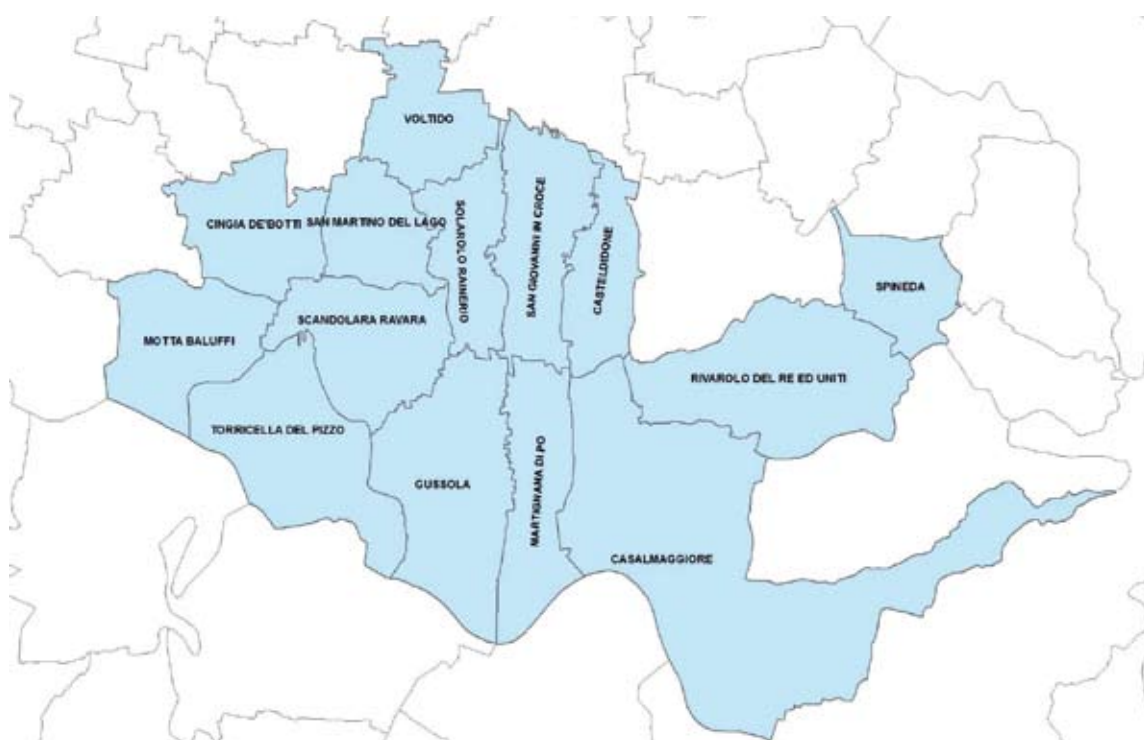 VOLTIDO
CINGIA DE'BOTTI
SAN MARTINO DEL LAGO
SOLAROLO RAINERIO
SAN GIOVANNI IN CROCE
CASTELDIDONE
SPINEDA
MOTTA BALUFFI
SCANDOLARA RAVARA
RIVAROLO DEL RE ED UNITI
TORRICELLA DEL PIZZO
GUSSOLA
MARTIGNANA DI PO
CASALMAGGIORE